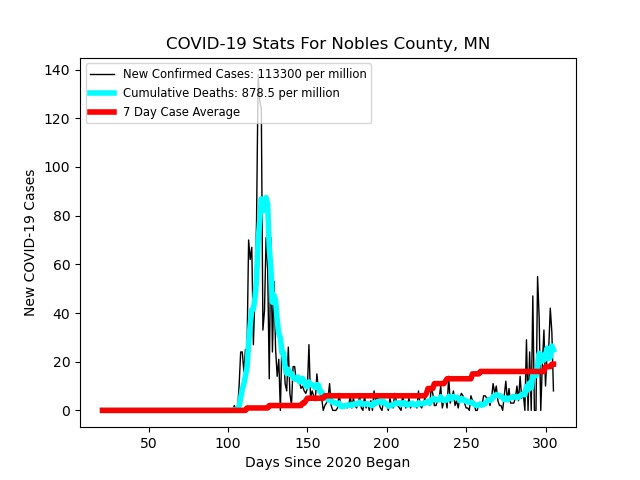 COVID-19 Stats For Nobles County, MN
New Confirmed Cases: 113300 per million
Cumulative Deaths: 878.5 per million
7 Day Case Average
140
120
100
80
60
40
20
0
New COVID-19 Cases
50 100 150 200 250 300
Days Since 2020 Began